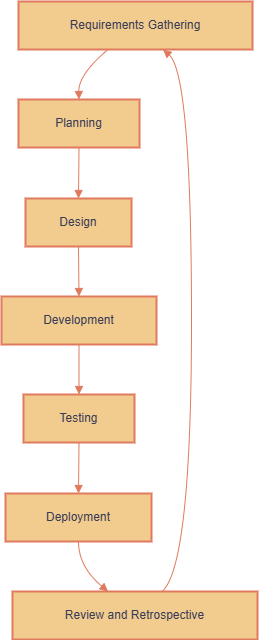 Requirements Gathering
Planning
Design
Development
Testing
Deployment
Review and Retrospective